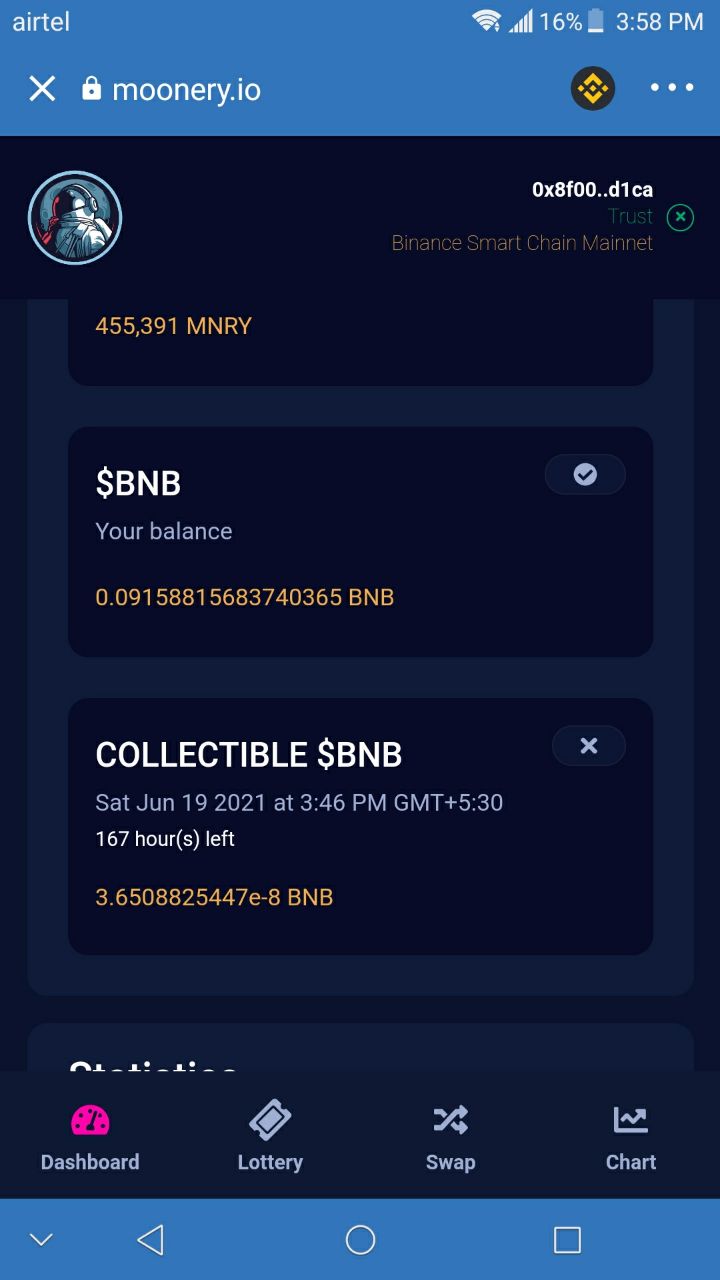 airtel
16% 3:58 PM
moonery.io
0x8f00..d1ca
Trust
Binance Smart Chain Mainnet
455,391 MNRY
$BNB
Your balance
0.09158815683740365 BNB
COLLECTIBLE $BNB
Sat Jun 19 2021 at 3:46 PM GMT+5:30
167 hour(s) left
3.6508825447e-8 BNB
Statistics
Dashboard
Lottery
Swap
Chart